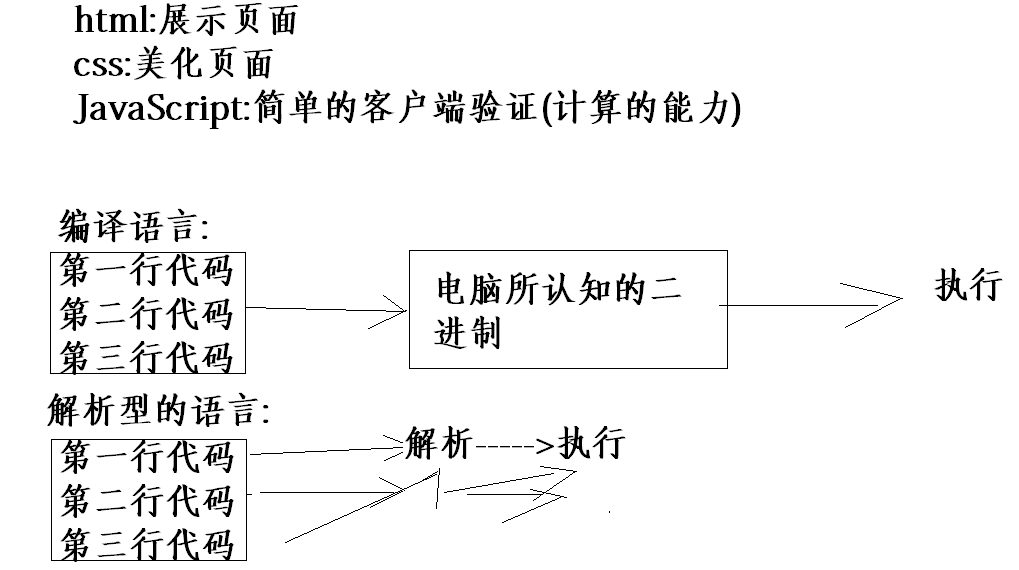 html:展示页面
css:美化页面
JavaScript:简单的客户端验证(计算的能力)
编译语言:
第一行代码
第二行代码
第三行代码
电脑所认知的二
进制
执行
解析型的语言:
第一行代码
第二行代码
第三行代码
解析----->执行